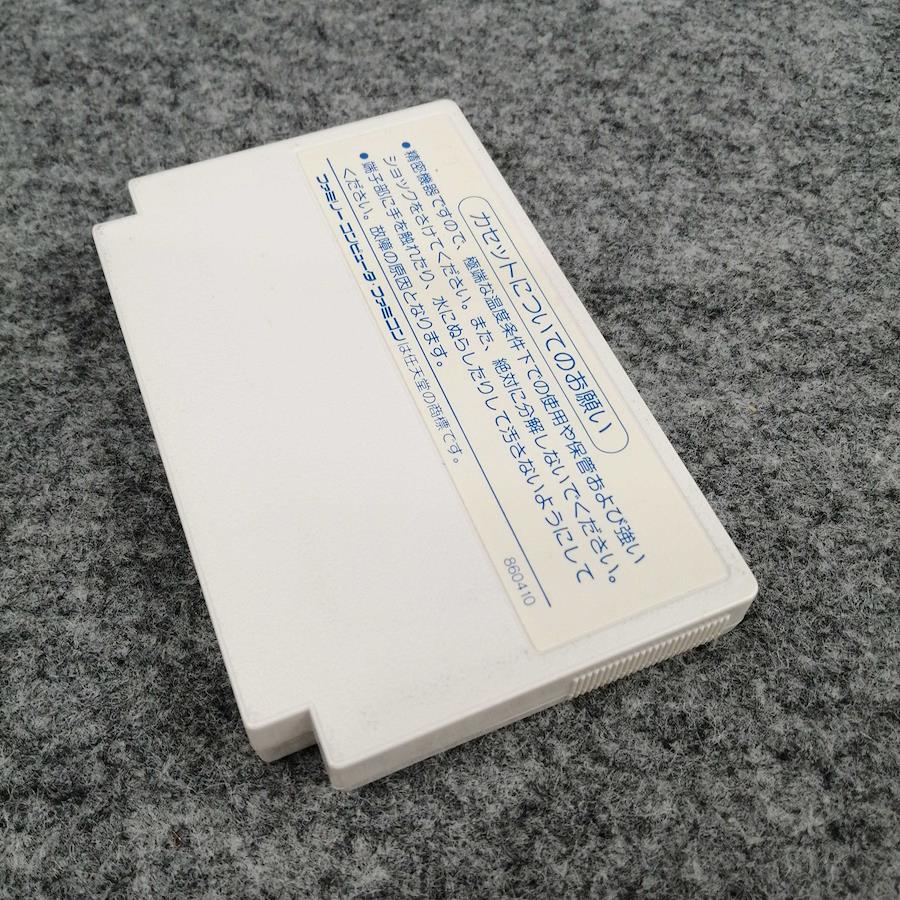 カセットについてのお願い
●精密機器ですので、極端な温度条件下での使用や保管および強い
ショックをさけてください。また、絶対に分解しないでください。
●端子部に手を触れたり、水にぬらしたりして汚さないようにして
ください。故障の原因となります。
ファミリーコンピュータ・ファミコンは任天堂の商標です。
860410